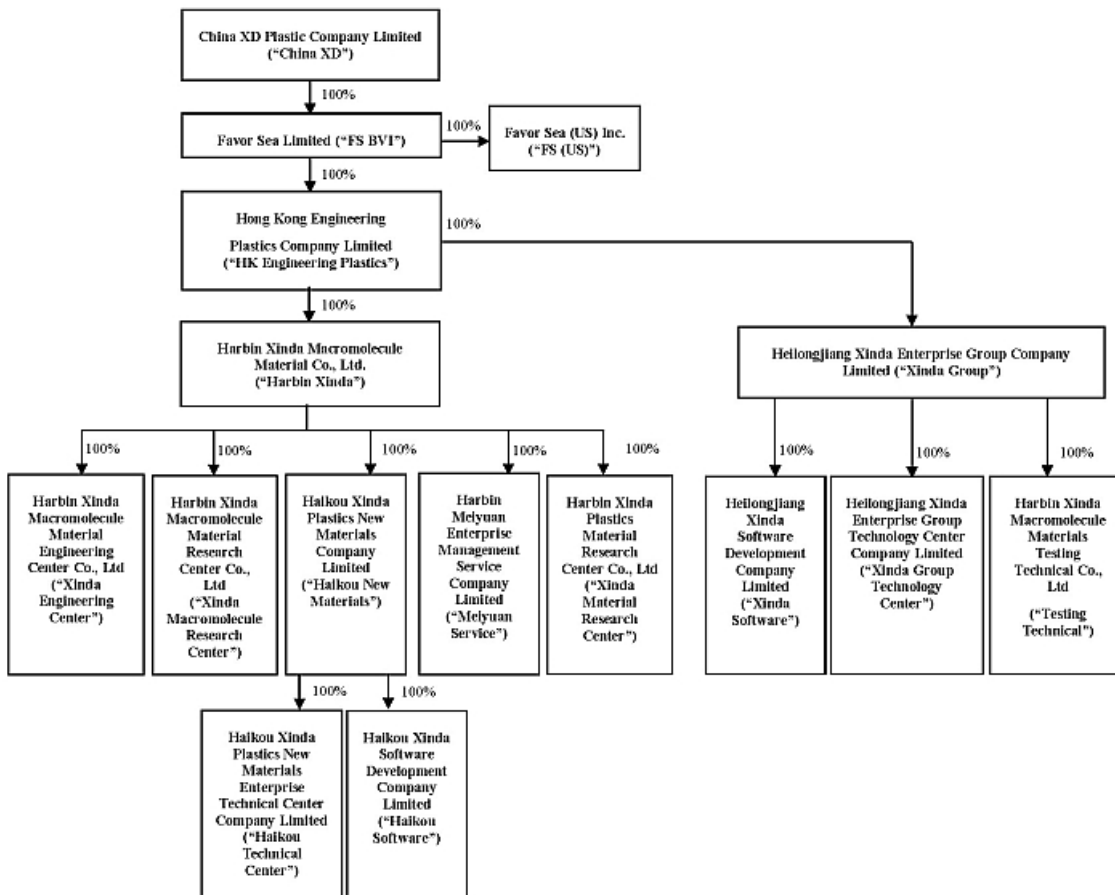 China XD Plastic Company Limited
(“China XD”)
100%
Favor Sea Limited (“FS BVI”)
100%
Favor Sea (US) Inc.
(“FS (US)”)
100%
Hong Kong Engineering
Plastics Company Limited
(“HK Engineering Plastics”)
100%
100%
Harbin Xinda Macromolecule
Material Co., Ltd.
(“Harbin Xinda”)
Heilongjiang Xinda Enterprise Group Company
Limited (“Xinda Group”)
100%
100%
100%
100%
100%
100%
100%
100%
Harbin Xinda
Macromolecule
Material
Engineering
Center Co., Ltd
(“Xinda
Engineering
Center”)
Harbin Xinda
Macromolecule
Material
Research
Center Co.,
Ltd
(“Xinda
Macromolecule
Research
Center”)
Haikou Xinda
Plastics New
Materials
Company
Limited
(“Haikou New
Materials”)
Harbin
Meiyuan
Enterprise
Management
Service
Company
Limited
(“Meiyuan
Service”)
Harbin Xinda
Plastics
Material
Research
Center Co., Ltd
(“Xinda
Material
Research
Center”)
Heilongjiang
Xinda
Software
Development
Company
Limited
(“Xinda
Software”)
Heilongjiang Xinda
Enterprise Group
Technology Center
Company Limited
(“Xinda Group
Technology
Center”)
Harbin Xinda
Macromolecule
Materials
Testing
Technical Co.,
Ltd
(“Testing
Technical”)
100%
100%
Haikou Xinda
Plastics New
Materials
Enterprise
Technical Center
Company Limited
(“Haikou
Technical
Center”)
Haikou Xinda
Software
Development
Company
Limited
(“Haikou
Software”)